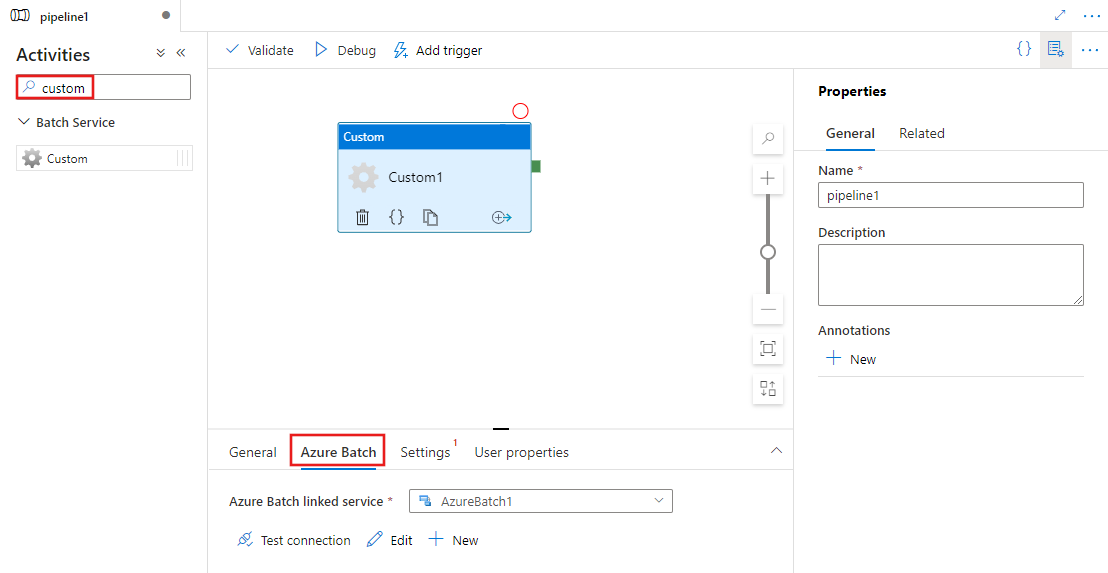 pipeline1
Activities
custom
Batch Service
Custom
Validate
Debug
Add trigger
Custom
Custom1
General
Azure Batch
Settings 1
User properties
Azure Batch linked service *
AzureBatch1
Test connection
Edit
New
Properties
General
Related
Name *
pipeline1
Description
Annotations
New